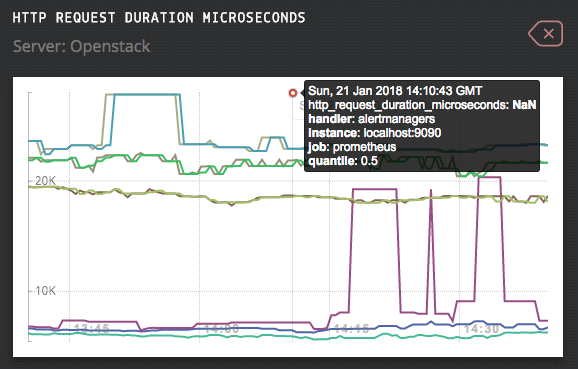 HTTP REQUEST DURATION MICROSECONDS
Server: Openstack
Sun, 21 Jan 2018 14:10:43 GMT
http_request_duration_microseconds: NaN
handler: alertmanagers
instance: localhost:9090
job: prometheus
quantile: 0.5
20K
10K
13:45
14:00
14:15
14:30